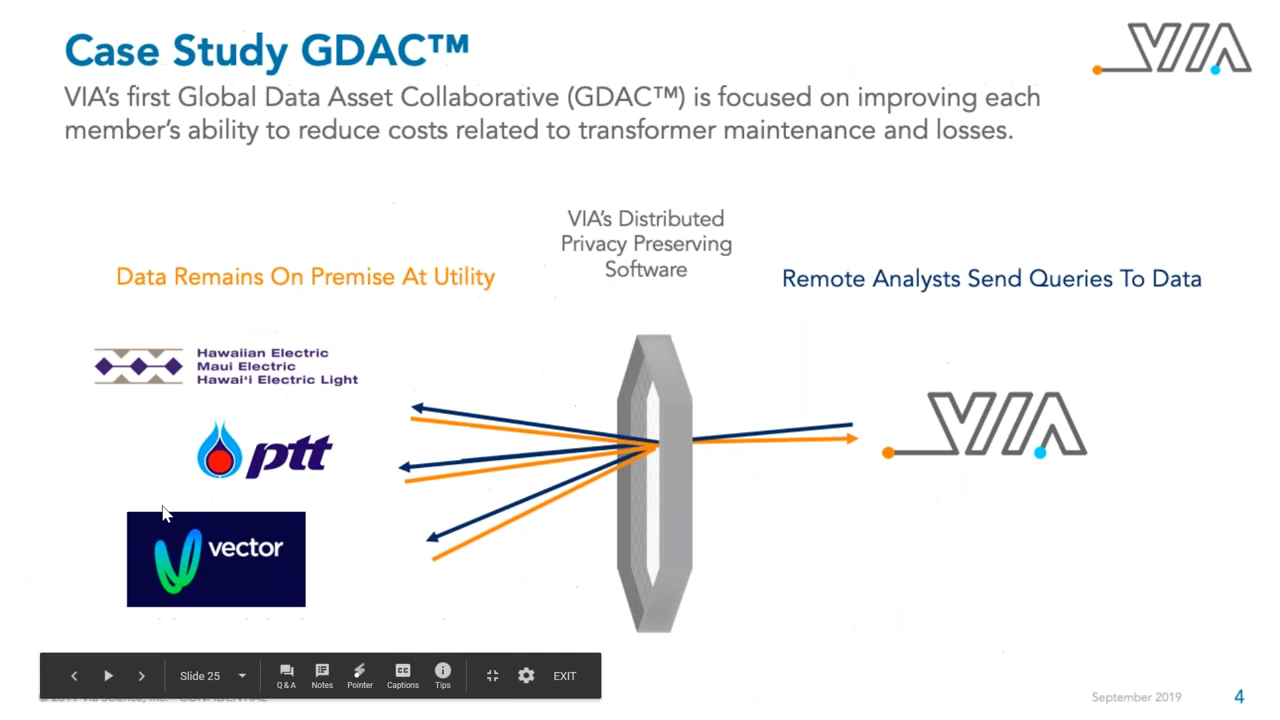 Case Study GDAC™
VIA
VIA's first Global Data Asset Collaborative (GDAC™) is focused on improving each
member's ability to reduce costs related to transformer maintenance and losses.
VIA's Distributed
Privacy Preserving
Software
Data Remains On Premise At Utility
Remote Analysts Send Queries To Data
Hawaiian Electric
Maui Electric
Hawai‘i Electric Light
ptt
VIA
vector
Slide 25
Q & A
Notes
Pointer
CC
Captions
Tips
EXIT
September 2019
4